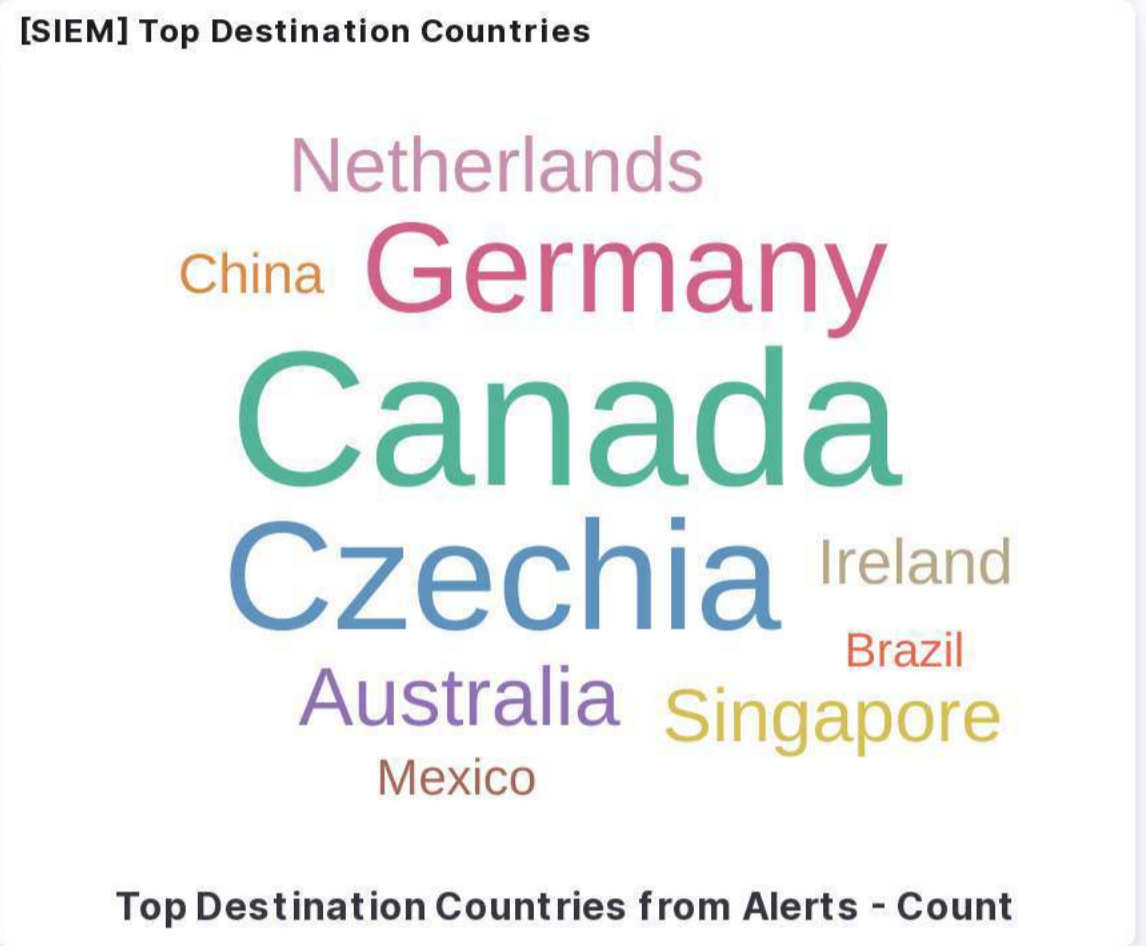 [SIEM] Top Destination Countries
Netherlands
China Germany
Canada
Czechia Ireland
Brazil
Australia Singapore
Mexico
Top Destination Countries from Alerts - Count